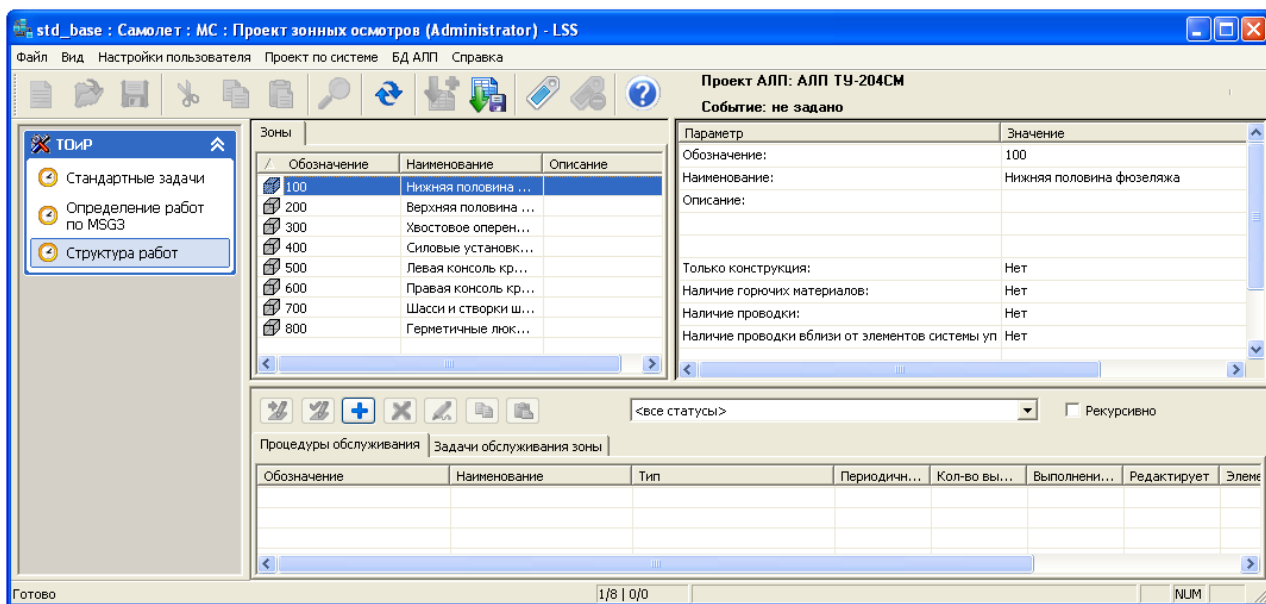 std_base : Самолет : МС : Проект зонных осмотров (Administrator) - LSS
Файл Вид Настройки пользователя Проект по системе БД АЛП Справка
Проект АЛП: АЛП ТУ-204СМ
Событие: не задано
ТОиР
Стандартные задачи
Определение работ
по MSG3
Структура работ
Зоны
Обозначение Наименование Описание
100 Нижняя половина ...
200 Верхняя половина ...
300 Хвостовое оперен...
400 Силовые установк...
500 Левая консоль кр...
600 Правая консоль кр...
700 Шасси и створки ш...
800 Герметичные люк...
Параметр Значение
Обозначение: 100
Наименование: Нижняя половина фюзеляжа
Описание:
Только конструкция: Нет
Наличие горючих материалов: Нет
Наличие проводки: Нет
Наличие проводки вблизи от элементов системы уп Нет
<все статусы> Рекурсивно
Процедуры обслуживания Задачи обслуживания зоны
Обозначение Наименование Тип Периодичн... Кол-во вы... Выполнени... Редактирует Элеме
Готово 1/8 | 0/0 NUM